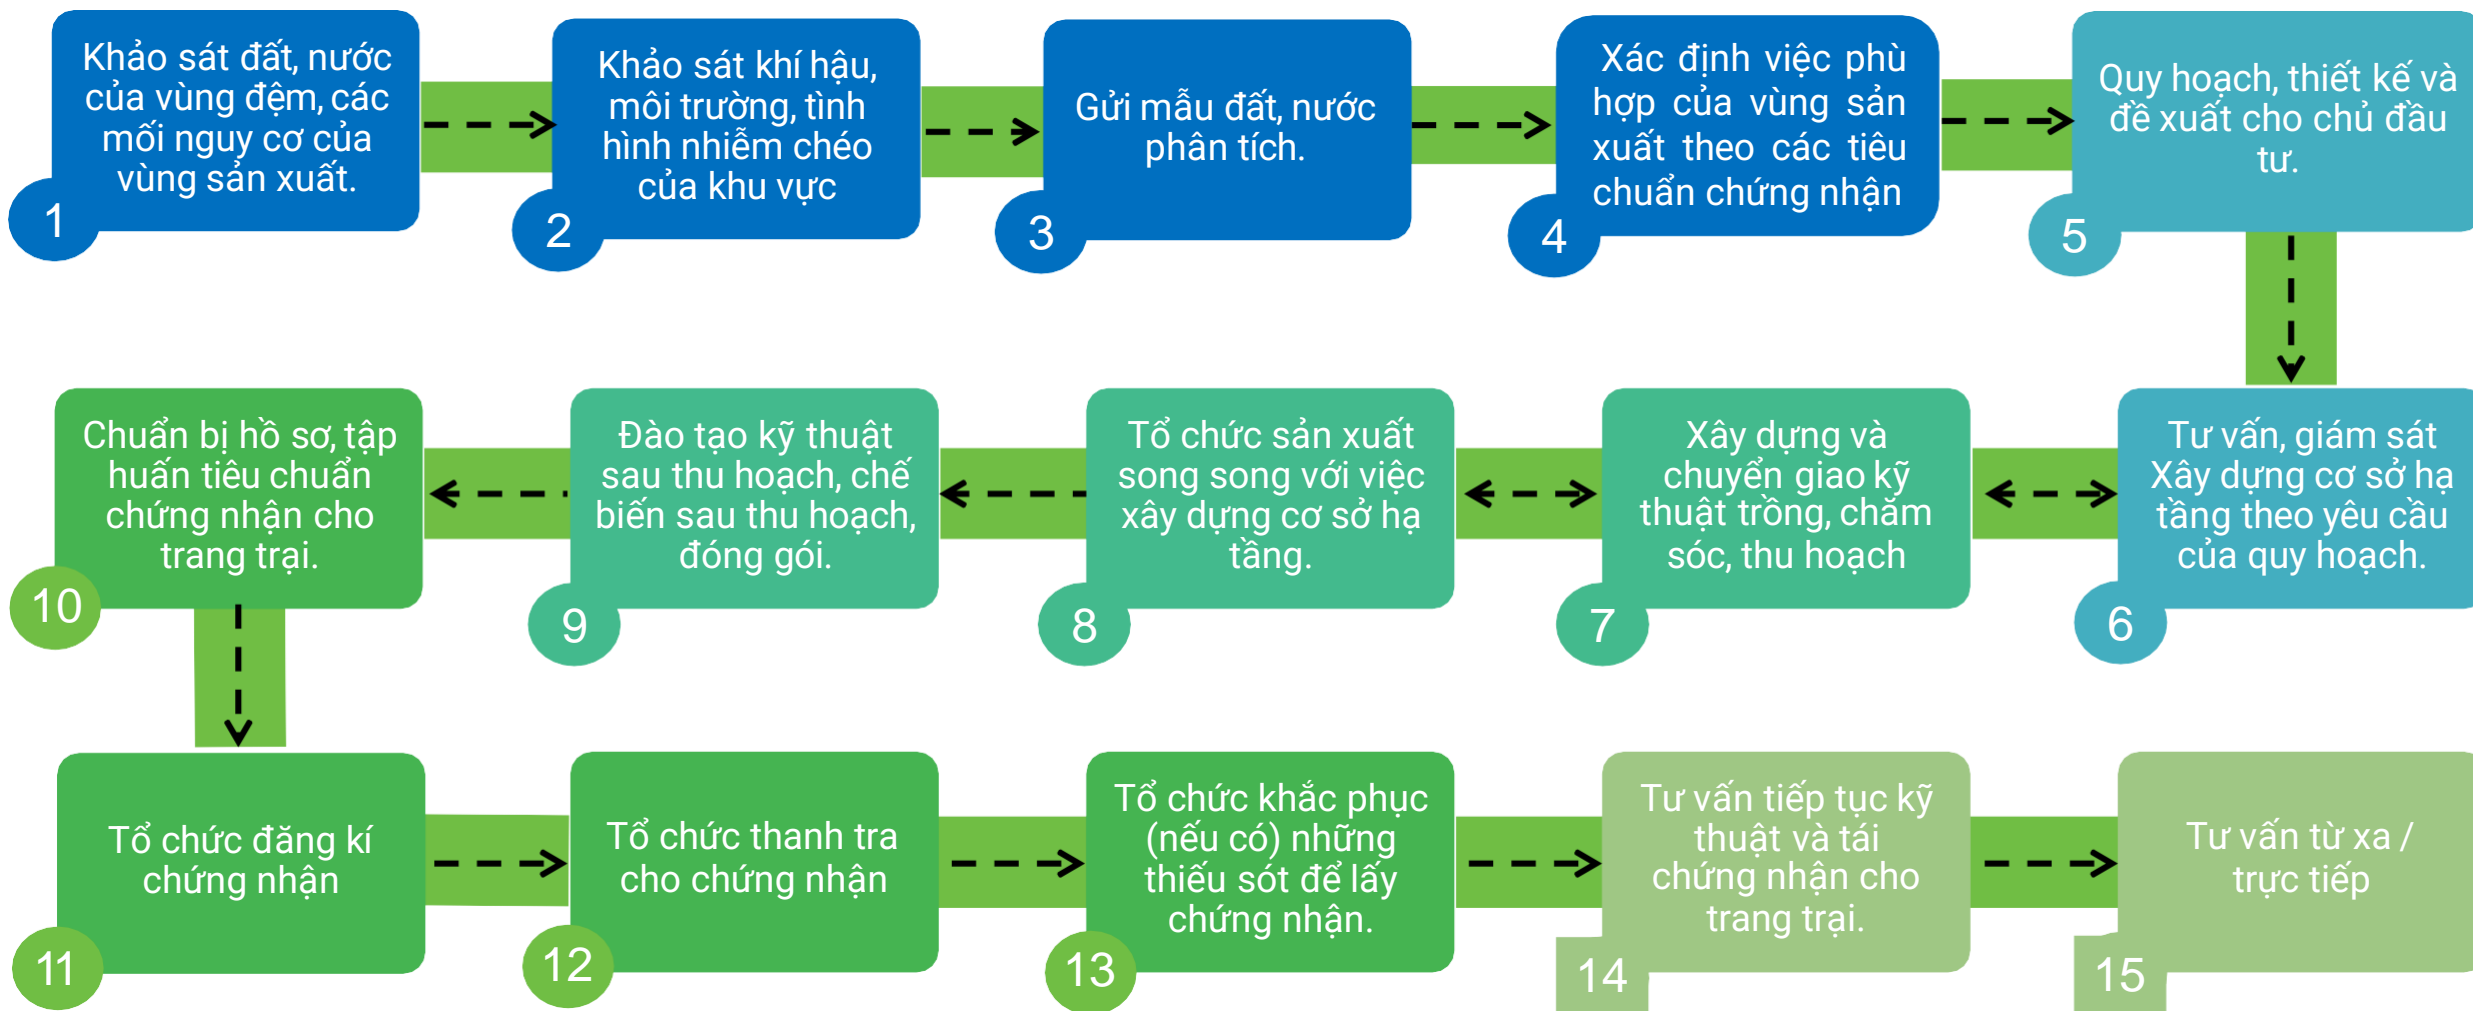 Khảo sát đất, nước
của vùng đệm, các
mối nguy cơ của
vùng sản xuất.
1
Khảo sát khí hậu,
môi trường, tình
hình nhiễm chéo
của khu vực
2
Gửi mẫu đất, nước
phân tích.
3
Xác định việc phù
hợp của vùng sản
xuất theo các tiêu
chuẩn chứng nhận
4
Quy hoạch, thiết kế và
đề xuất cho chủ đầu
tư.
5
Tư vấn, giám sát
Xây dựng cơ sở hạ
tầng theo yêu cầu
của quy hoạch.
6
Xây dựng và
chuyển giao kỹ
thuật trồng, chăm
sóc, thu hoạch
7
Tổ chức sản xuất
song song với việc
xây dựng cơ sở hạ
tầng.
8
Đào tạo kỹ thuật
sau thu hoạch, chế
biến sau thu hoạch,
đóng gói.
9
Chuẩn bị hồ sơ, tập
huấn tiêu chuẩn
chứng nhận cho
trang trại.
10
Tổ chức đăng kí
chứng nhận
11
Tổ chức thanh tra
cho chứng nhận
12
Tổ chức khắc phục
(nếu có) những
thiếu sót để lấy
chứng nhận.
13
Tư vấn tiếp tục kỹ
thuật và tái
chứng nhận cho
trang trại.
14
Tư vấn từ xa /
trực tiếp
15